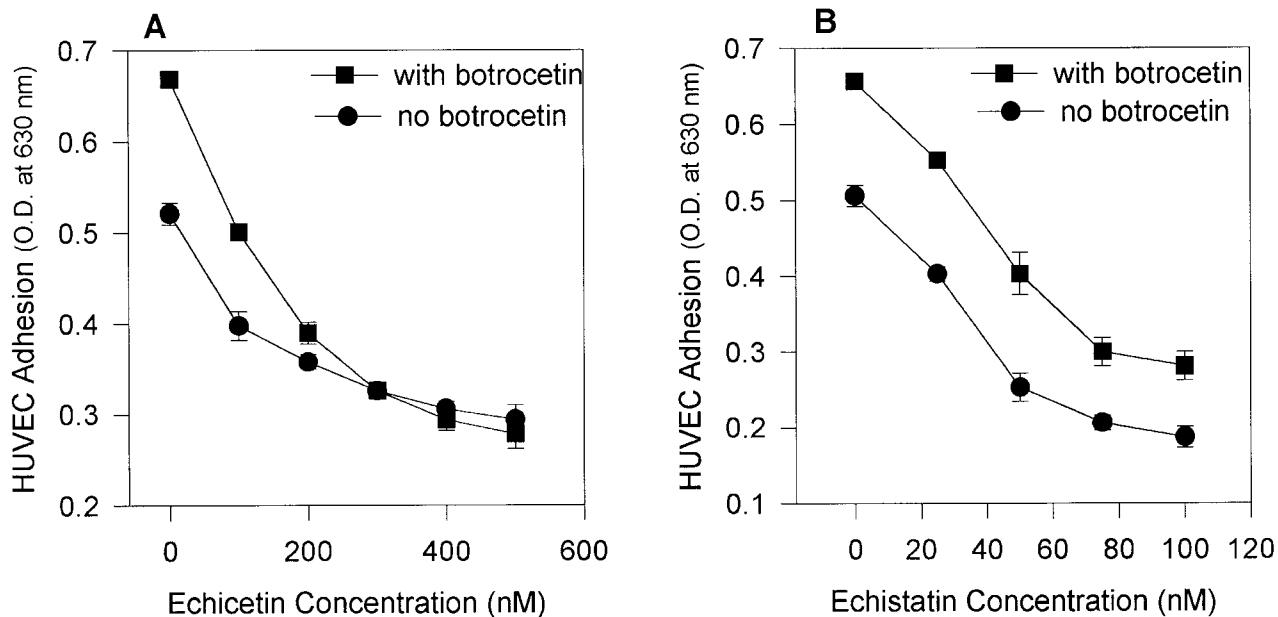 A
0.7
0.6
0.5
0.4
0.3
0.2
HUVEC Adhesion (O.D. at 630 nm)
with botrocetin
no botrocetin
0
200
400
600
Echicetin Concentration (nM)
B
0.7
0.6
0.5
0.4
0.3
0.2
0.1
HUVEC Adhesion (O.D. at 630 nm)
with botrocetin
no botrocetin
0
20
40
60
80
100
120
Echistatin Concentration (nM)